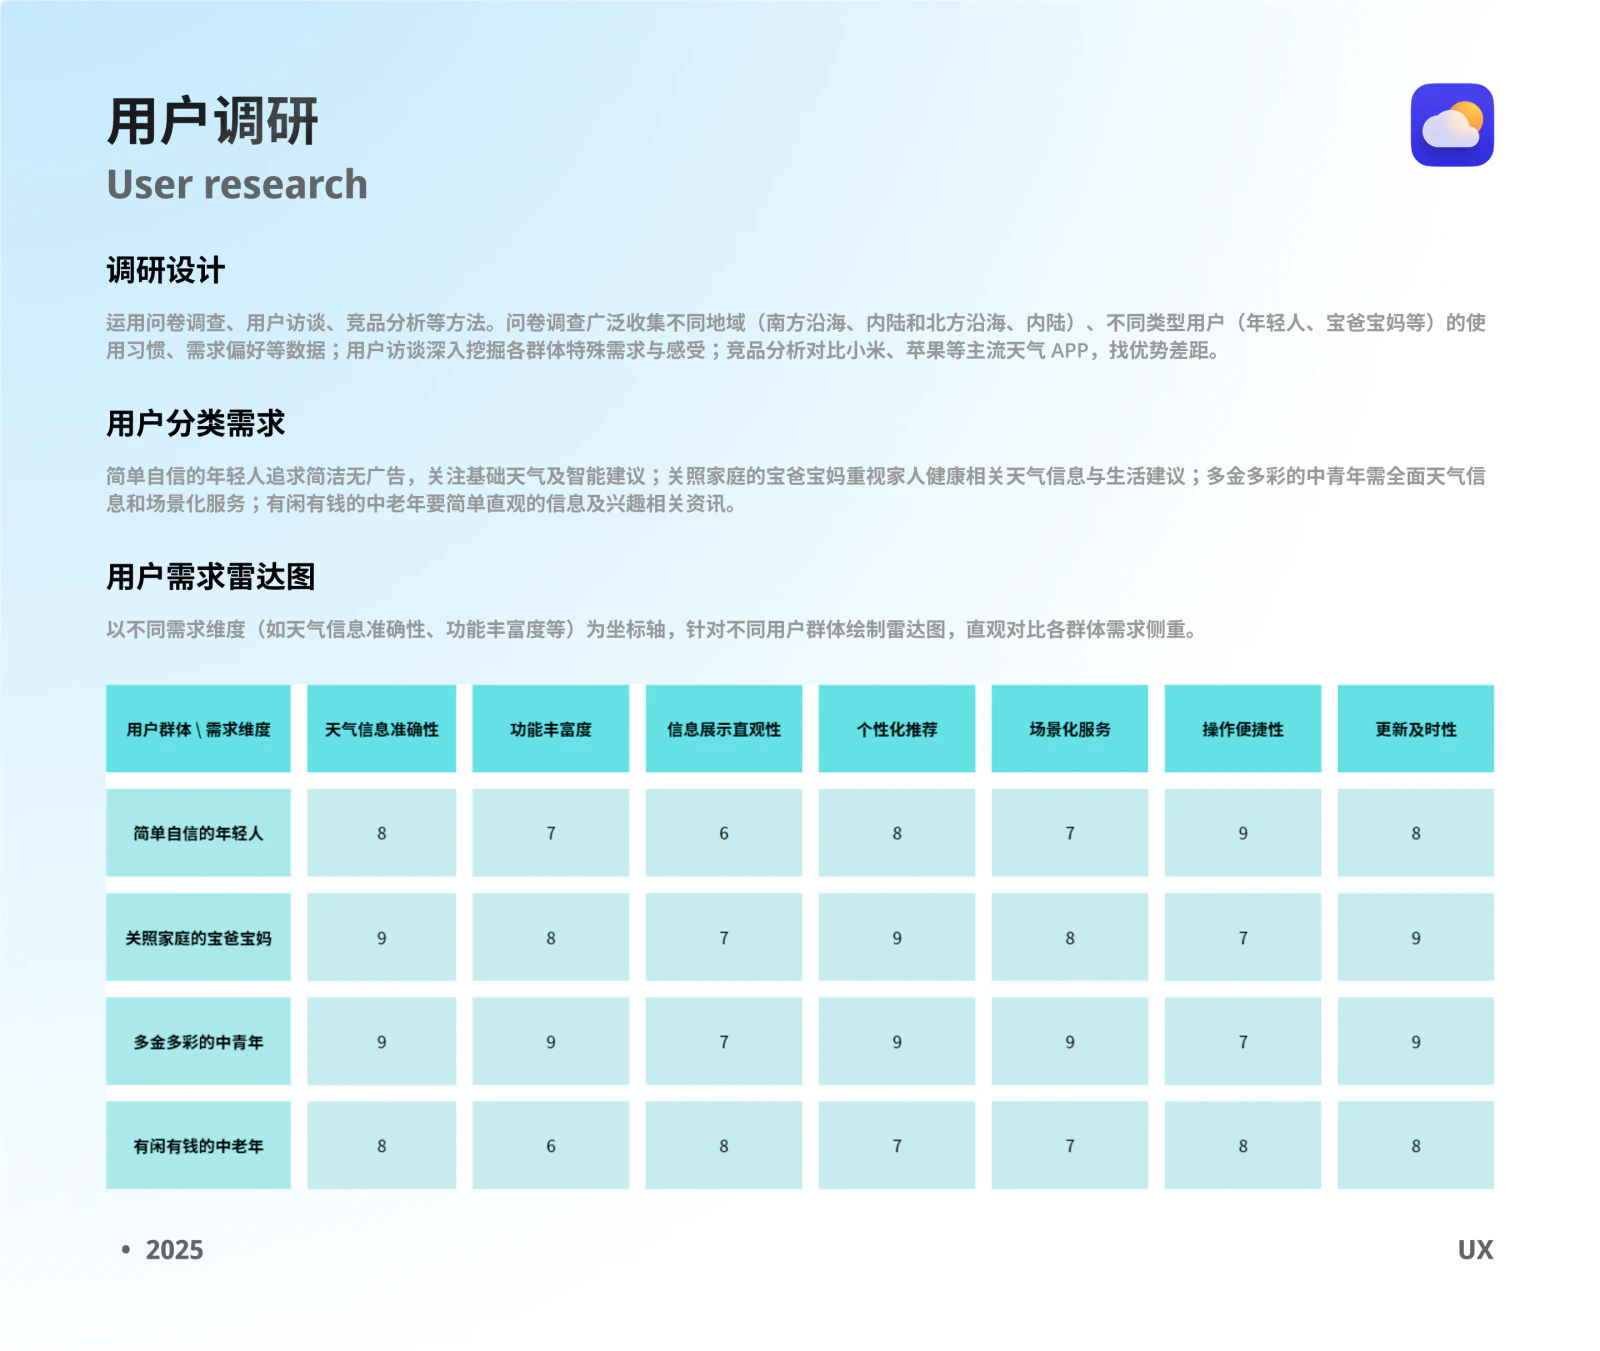 用户调研
User research
调研设计
运用问卷调查、用户访谈、竞品分析等方法。问卷调查广泛收集不同地域（南方沿海、内陆和北方沿海、内陆）、不同类型用户（年轻人、宝爸宝妈等）的使
用习惯、需求偏好等数据；用户访谈深入挖掘各群体特殊需求与感受；竞品分析对比小米、苹果等主流天气 APP，找优势差距。
用户分类需求
简单自信的年轻人追求简洁无广告，关注基础天气及智能建议；关照家庭的宝爸宝妈重视家人健康相关天气信息与生活建议；多金多彩的中青年需全面天气信
息和场景化服务；有闲有钱的中老年要简单直观的信息及兴趣相关资讯。
用户需求雷达图
以不同需求维度（如天气信息准确性、功能丰富度等）为坐标轴，针对不同用户群体绘制雷达图，直观对比各群体需求侧重。
用户群体 \ 需求维度 天气信息准确性 功能丰富度 信息展示直观性 个性化推荐 场景化服务 操作便捷性 更新及时性
简单自信的年轻人 8 7 6 8 7 9 8
关照家庭的宝爸宝妈 9 8 7 9 8 7 9
多金多彩的中青年 9 9 7 9 9 7 9
有闲有钱的中老年 8 6 8 7 7 8 8
• 2025 UX